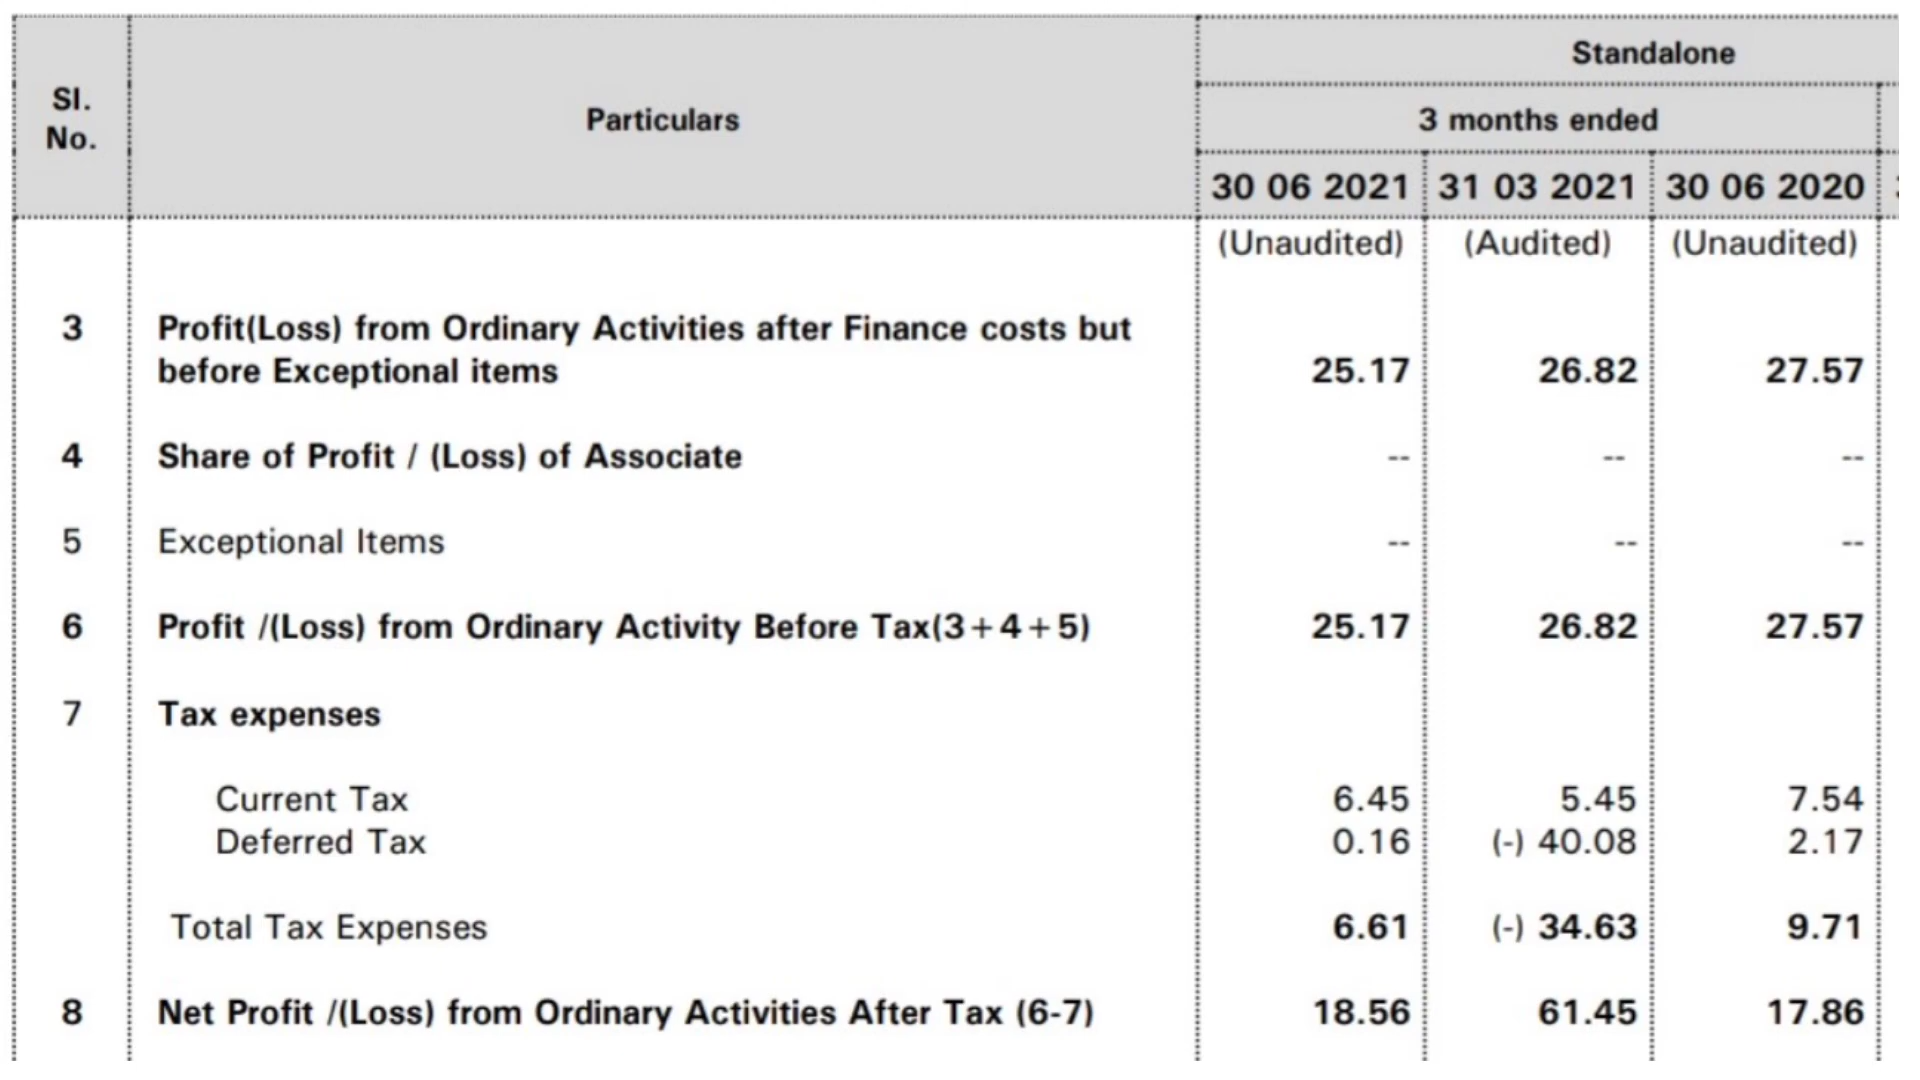 Standalone
Sl.
No.
Particulars
3 months ended
30 06 2021 31 03 2021 30 06 2020
(Unaudited) (Audited) (Unaudited)
3 Profit(Loss) from Ordinary Activities after Finance costs but
before Exceptional items 25.17 26.82 27.57
4 Share of Profit / (Loss) of Associate -- -- --
5 Exceptional Items -- -- --
6 Profit /(Loss) from Ordinary Activity Before Tax(3+4+5) 25.17 26.82 27.57
7 Tax expenses
Current Tax 6.45 5.45 7.54
Deferred Tax 0.16 (-) 40.08 2.17
Total Tax Expenses 6.61 (-) 34.63 9.71
8 Net Profit /(Loss) from Ordinary Activities After Tax (6-7) 18.56 61.45 17.86